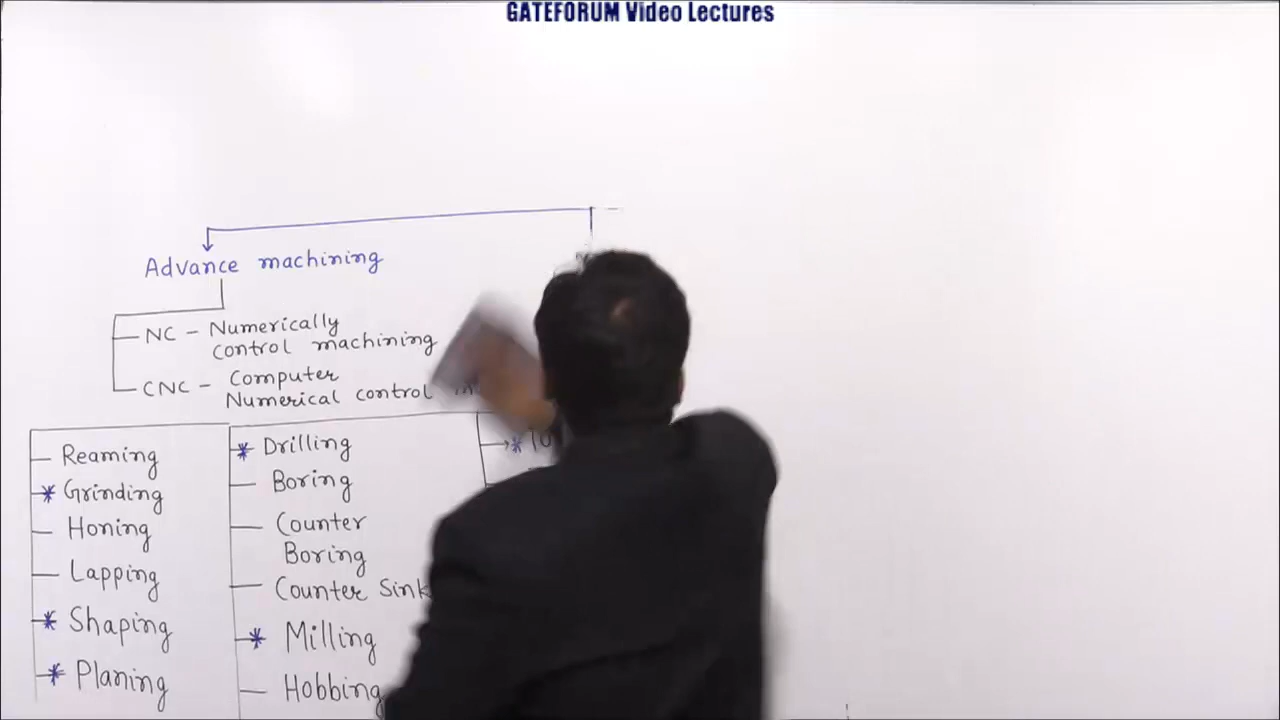 GATEFORUM Video Lectures
Advance machining
NC - Numerically
control machining
CNC - Computer
Numerical control
Reaming
* Grinding
Honing
Lapping
* Shaping
* Planing
* Drilling
Boring
Counter
Boring
Counter Sink
* Milling
Hobbing